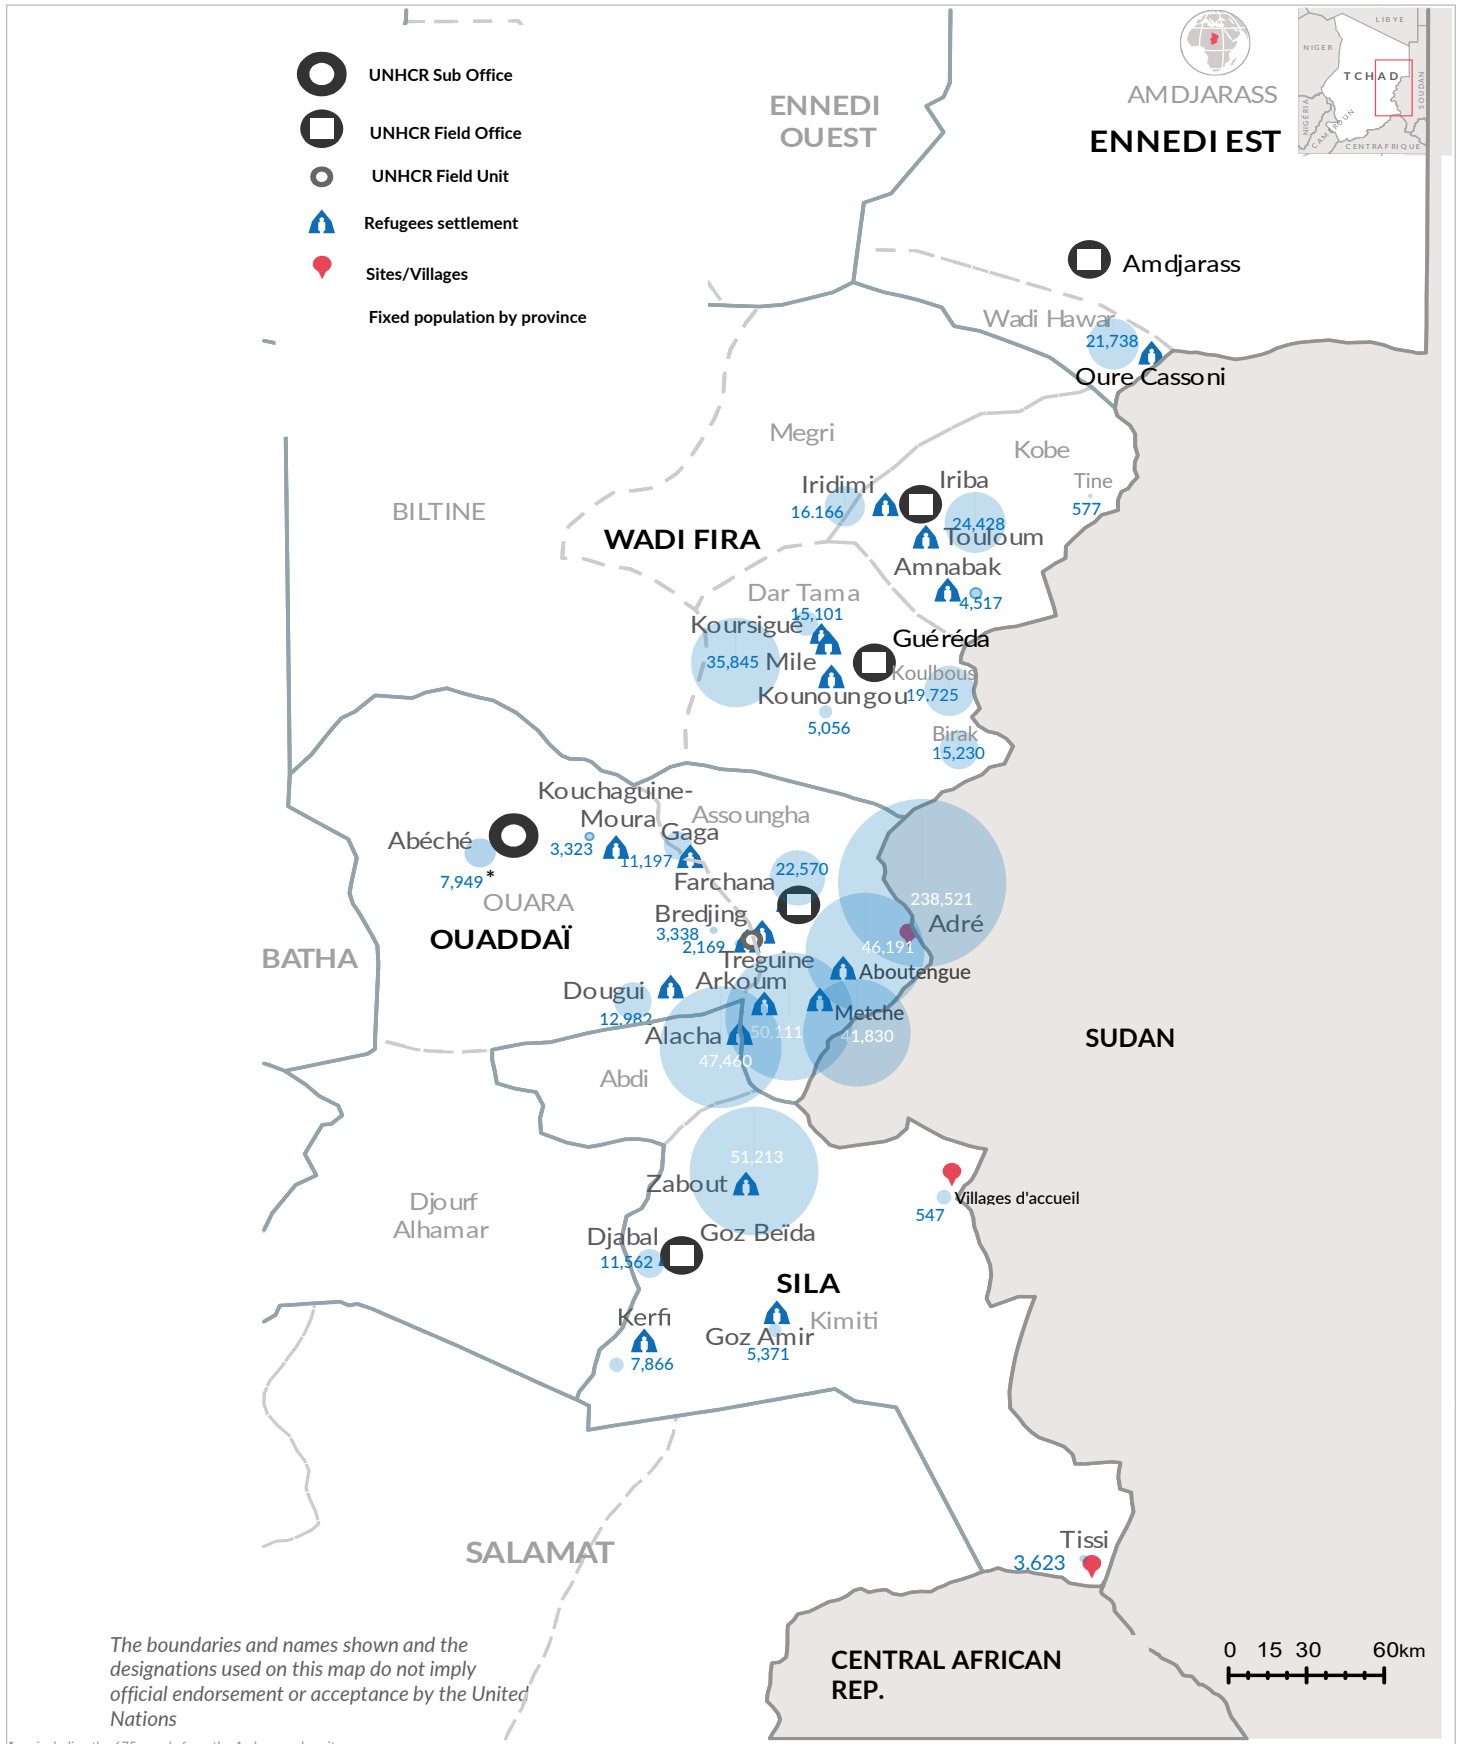 UNHCR Sub Office
UNHCR Field Office
UNHCR Field Unit
Refugees settlement
Sites/Villages
Fixed population by province
ENNEDI
OUEST
AMDJARASS
ENNEDI EST
LIBYE
NIGER
TCHAD
SOUDAN
NIGERIA
CAMEROUN
CENTRAFRIQUE
Amdjarass
Wadi Hawar
21,738
Oure Cassoni
Megri
Kobe
Iridimi
Iriba
Tine
16.166
577
24,428
BILTINE
WADI FIRA
Touloum
Amnabak
4,517
Dar Tama
15,101
Koursigue
Guéréda
35,845
Mile
Koulbous
Kounoungou
19.725
5,056
Birak
15,230
Kouchaguine-
Moura
Assoungha
Gaga
Abéché
3,323
11,197
22,570
7,949*
Farchana
238,521
OUARA
Bredjing
Adré
3,338
2,169
46,191
OUADDAÏ
BATHA
Treguine
Aboutengue
Arkoum
Dougui
12.982
Metche
Alacha
50,111
41,830
47,460
SUDAN
Abdi
51,213
Zabout
Villages d'accueil
547
Djourf
Alhamar
Djabal
Goz Beïda
11,562
SILA
Kerfi
Kimiti
Goz Amir
5,371
7,866
Tissi
3.623
SALAMAT
CENTRAL AFRICAN
REP.
0 15 30 60km
The boundaries and names shown and the
designations used on this map do not imply
official endorsement or acceptance by the United
Nations